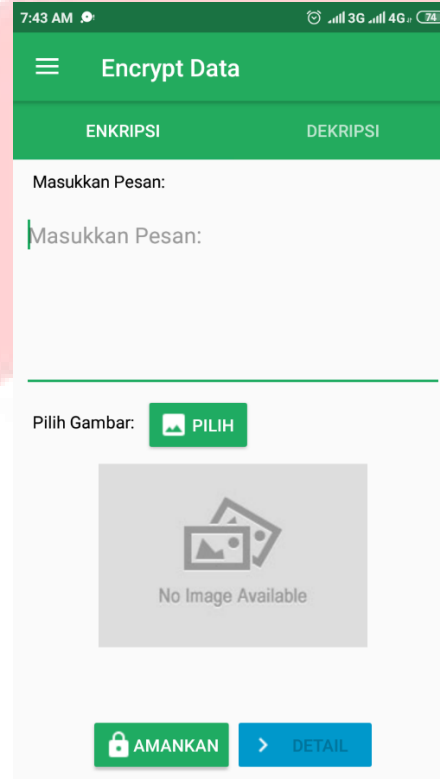 7:43 AM 3G 4G 74
Encrypt Data
ENKRIPSI DEKRIPSI
Masukkan Pesan:
Masukkan Pesan:
Pilih Gambar: PILIH
No Image Available
AMANKAN DETAIL